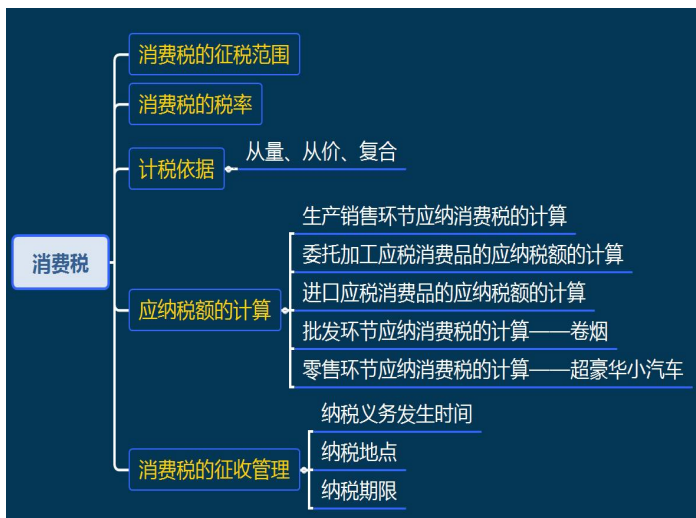 消费税
消费税的征税范围
消费税的税率
计税依据
从量、从价、复合
应纳税额的计算
生产销售环节应纳消费税的计算
委托加工应税消费品的应纳税额的计算
进口应税消费品的应纳税额的计算
批发环节应纳消费税的计算——卷烟
零售环节应纳消费税的计算——超豪华小汽车
消费税的征收管理
纳税义务发生时间
纳税地点
纳税期限